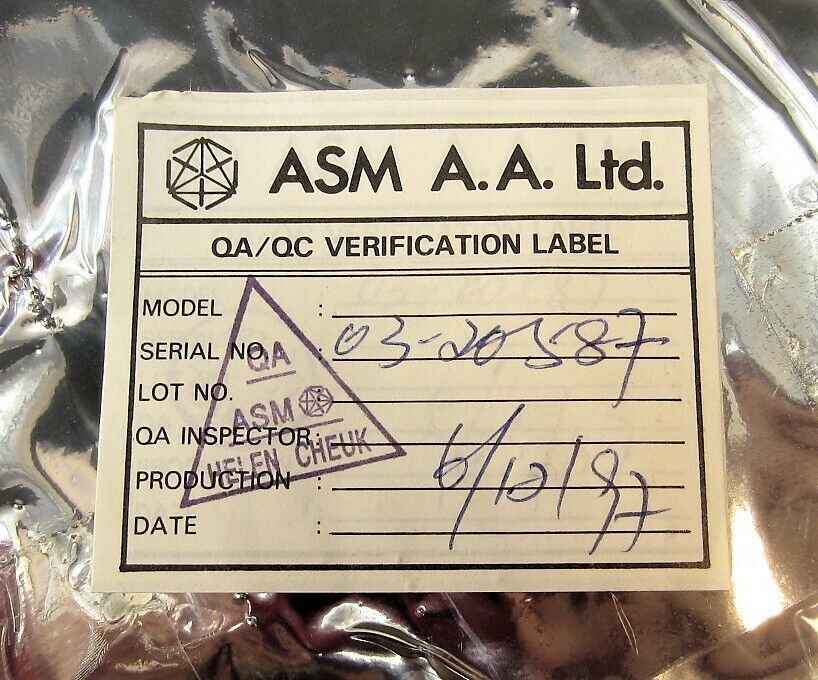 ASM A.A. Ltd.
QA/QC VERIFICATION LABEL
MODEL :
SERIAL NO. : 03-20587
LOT NO.
QA INSPECTOR :
PRODUCTION :
DATE : 6/12/97
QA
ASM
HELEN CHEUK